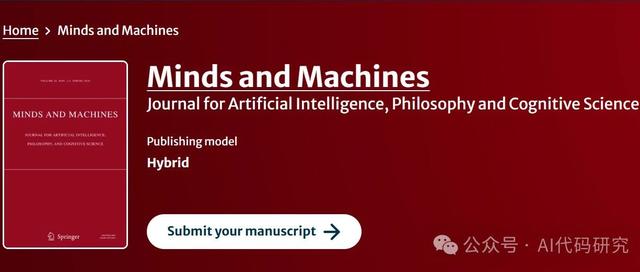 Home > Minds and Machines
MINDS AND MACHINES
JOURNAL FOR ARTIFICIAL INTELLIGENCE,
PHILOSOPHY AND COGNITIVE SCIENCE
Springer
Minds and Machines
Journal for Artificial Intelligence, Philosophy and Cognitive Science
Publishing model
Hybrid
Submit your manuscript →
公众号 · AI代码研究